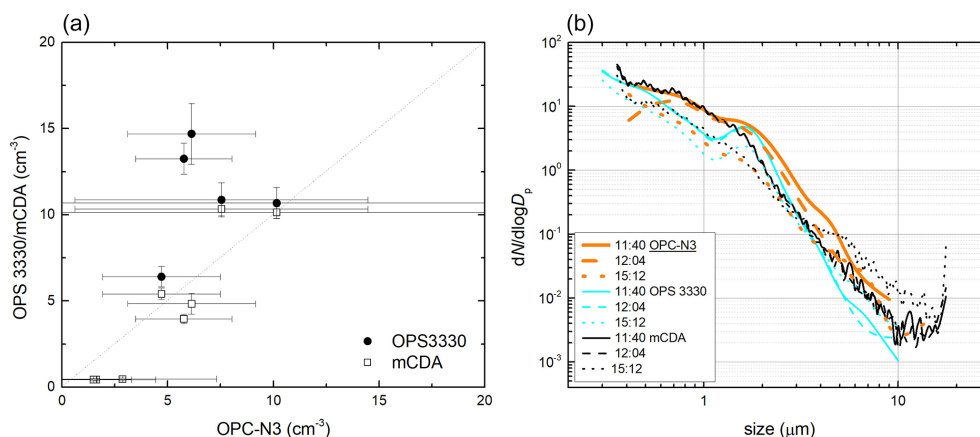 (a)
20
15
10
5
0
OPS 3330/mCDA (cm⁻³)
OPS3330
mCDA
0 5 10 15 20
OPC-N3 (cm⁻³)
(b)
10²
10¹
10⁰
10⁻¹
10⁻²
10⁻³
dN/dlogDₚ
11:40 OPC-N3
12:04
15:12
11:40 OPS 3330
12:04
15:12
11:40 mCDA
12:04
15:12
1 10
size (μm)